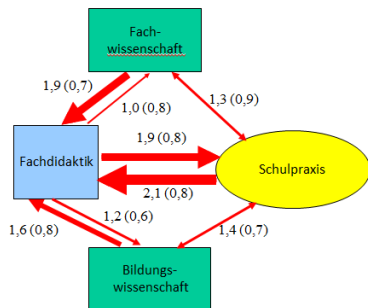 Fach-
wissenschaft
1,9 (0,7)
1,0 (0,8)
1,3 (0,9)
1,9 (0,8)
Fachdidaktik
Schulpraxis
2,1 (0,8)
1,2 (0,6)
1,6 (0,8)
1,4 (0,7)
Bildungs-
wissenschaft